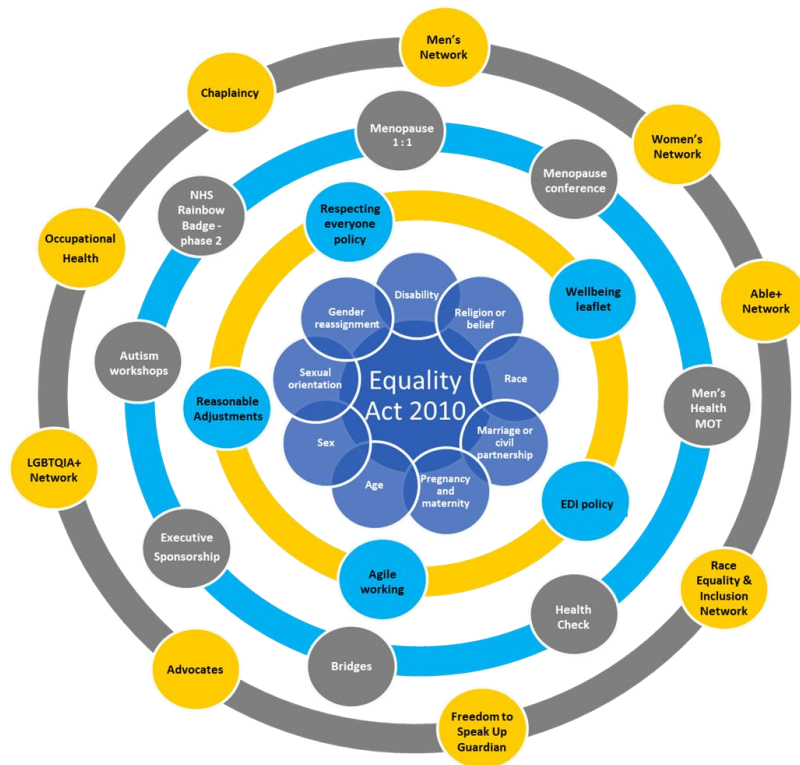 Men's
Network
Chaplaincy
Women's
Network
Occupational
Health
Able+
Network
LGBTQIA+
Network
Race
Equality &
Inclusion
Network
Advocates
Freedom to
Speak Up
Guardian
Menopause
1 : 1
Menopause
conference
NHS
Rainbow
Badge -
phase 2
Autism
workshops
Men's
Health
MOT
Executive
Sponsorship
Health
Check
Bridges
Respecting
everyone
policy
Wellbeing
leaflet
Reasonable
Adjustments
EDI policy
Agile
working
Disability
Gender
reassignment
Religion or
belief
Sexual
orientation
Race
Equality
Act 2010
Sex
Marriage or
civil
partnership
Age
Pregnancy
and
maternity